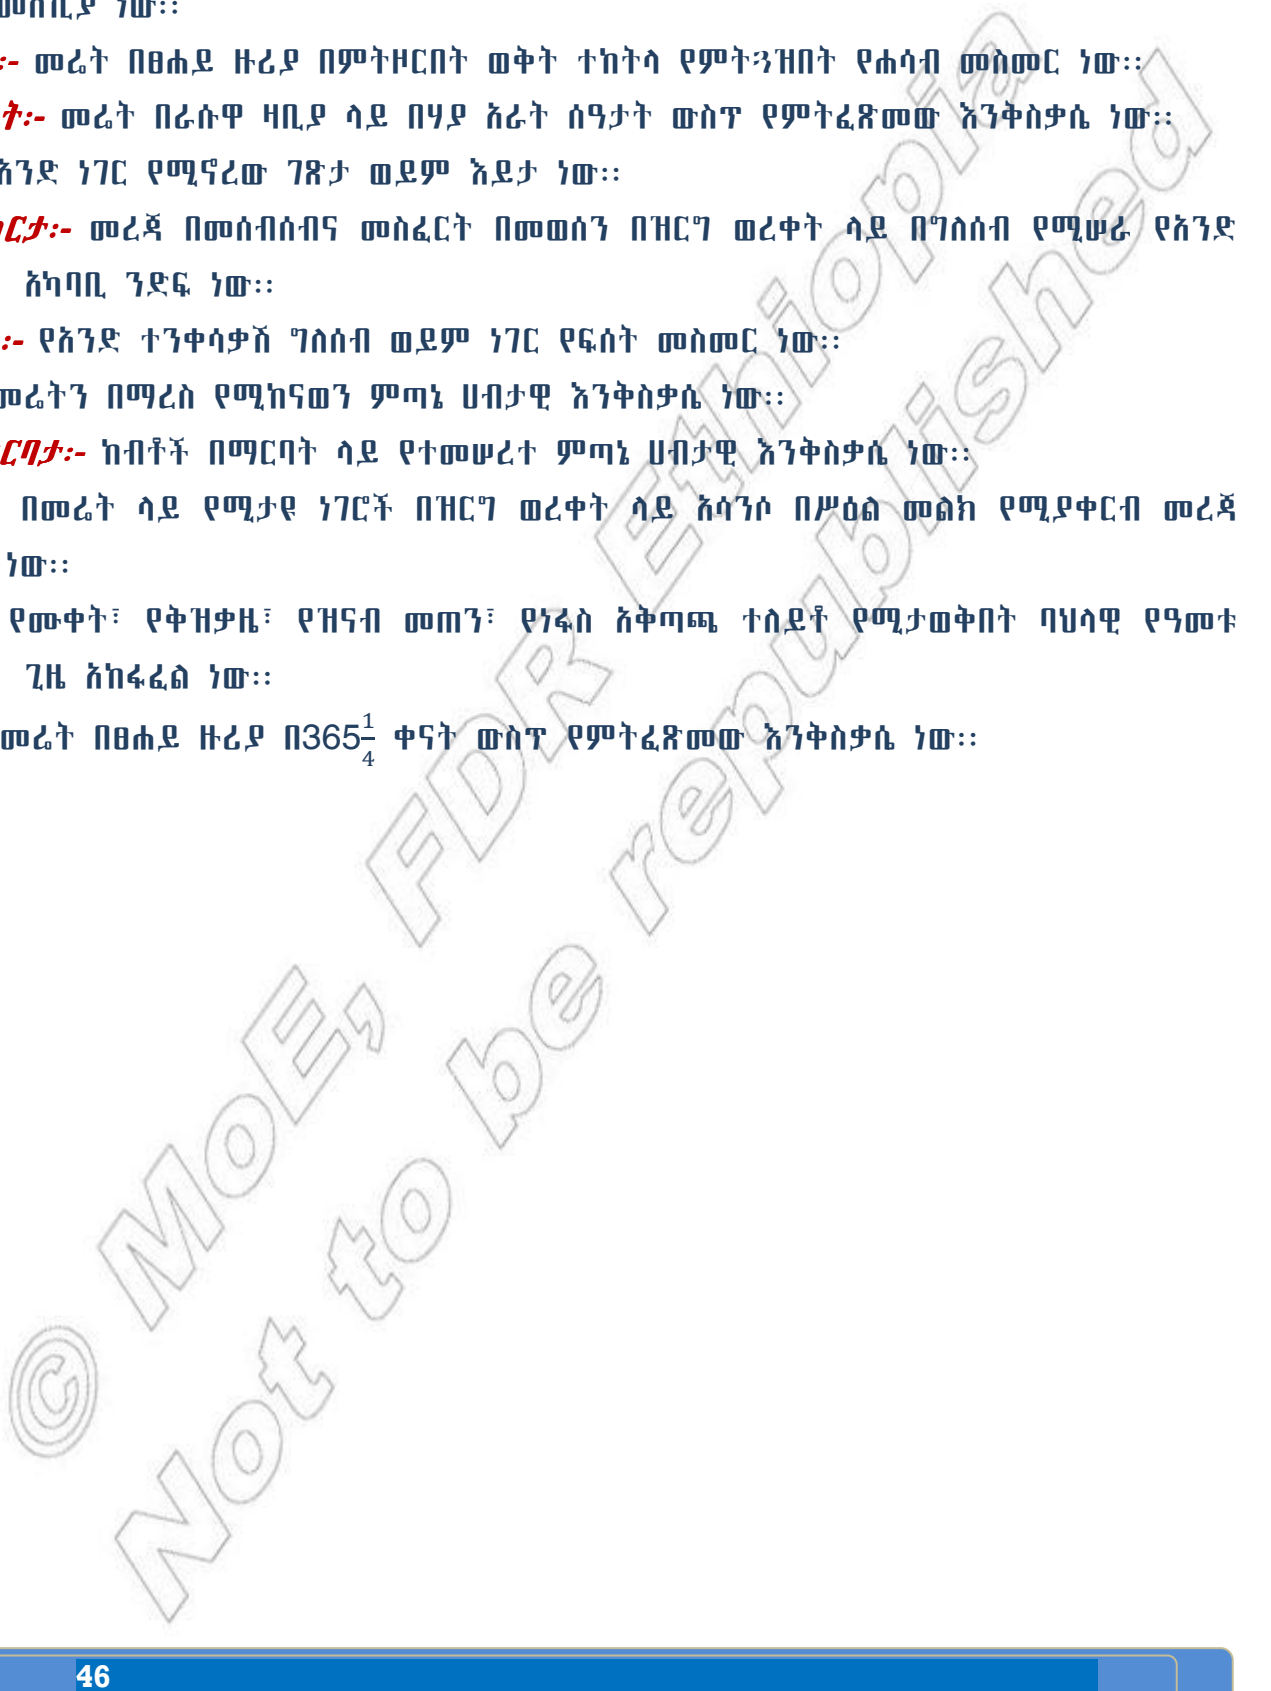 መስቢያ ነው፡፡
፡- መሬት በፀሐይ ዙሪያ በምትዞርበት ወቅት ተከትላ የምትጓዝበት የሐሳብ መስመር ነው፡፡
ት፡- መሬት በራሱዋ ዛቢያ ላይ በሃያ አራት ሰዓታት ውስጥ የምትፈጽመው እንቅስቃሴ ነው፡፡
አንድ ነገር የሚኖረው ገጽታ ወይም እይታ ነው፡፡
ርታ፡- መረጃ በመሰብሰብና መስፈርት በመወሰን በዝርግ ወረቀት ላይ በግለሰብ የሚሠራ የአንድ
አካባቢ ንድፍ ነው፡፡
፡- የአንድ ተንቀሳቃሽ ግለሰብ ወይም ነገር የፍሰት መስመር ነው፡፡
መሬትን በማረስ የሚከናወን ምጣኔ ሀብታዊ እንቅስቃሴ ነው፡፡
ርባታ፡- ከብቶች በማርባት ላይ የተመሠረተ ምጣኔ ሀብታዊ እንቅስቃሴ ነው፡፡
በመሬት ላይ የሚታዩ ነገሮች በዝርግ ወረቀት ላይ አሳንሶ በሥዕል መልክ የሚያቀርብ መረጃ
ነው፡፡
የሙቀት፣ የቅዝቃዜ፣ የዝናብ መጠን፣ የነፋስ አቅጣጫ ተለይቶ የሚታወቅበት ባህላዊ የዓመቱ
ጊዜ አከፋፈል ነው፡፡
መሬት በፀሐይ ዙሪያ በ365¼ ቀናት ውስጥ የምትፈጽመው እንቅስቃሴ ነው፡፡
© MoE, FDR Ethiopia
Not to be republished
46